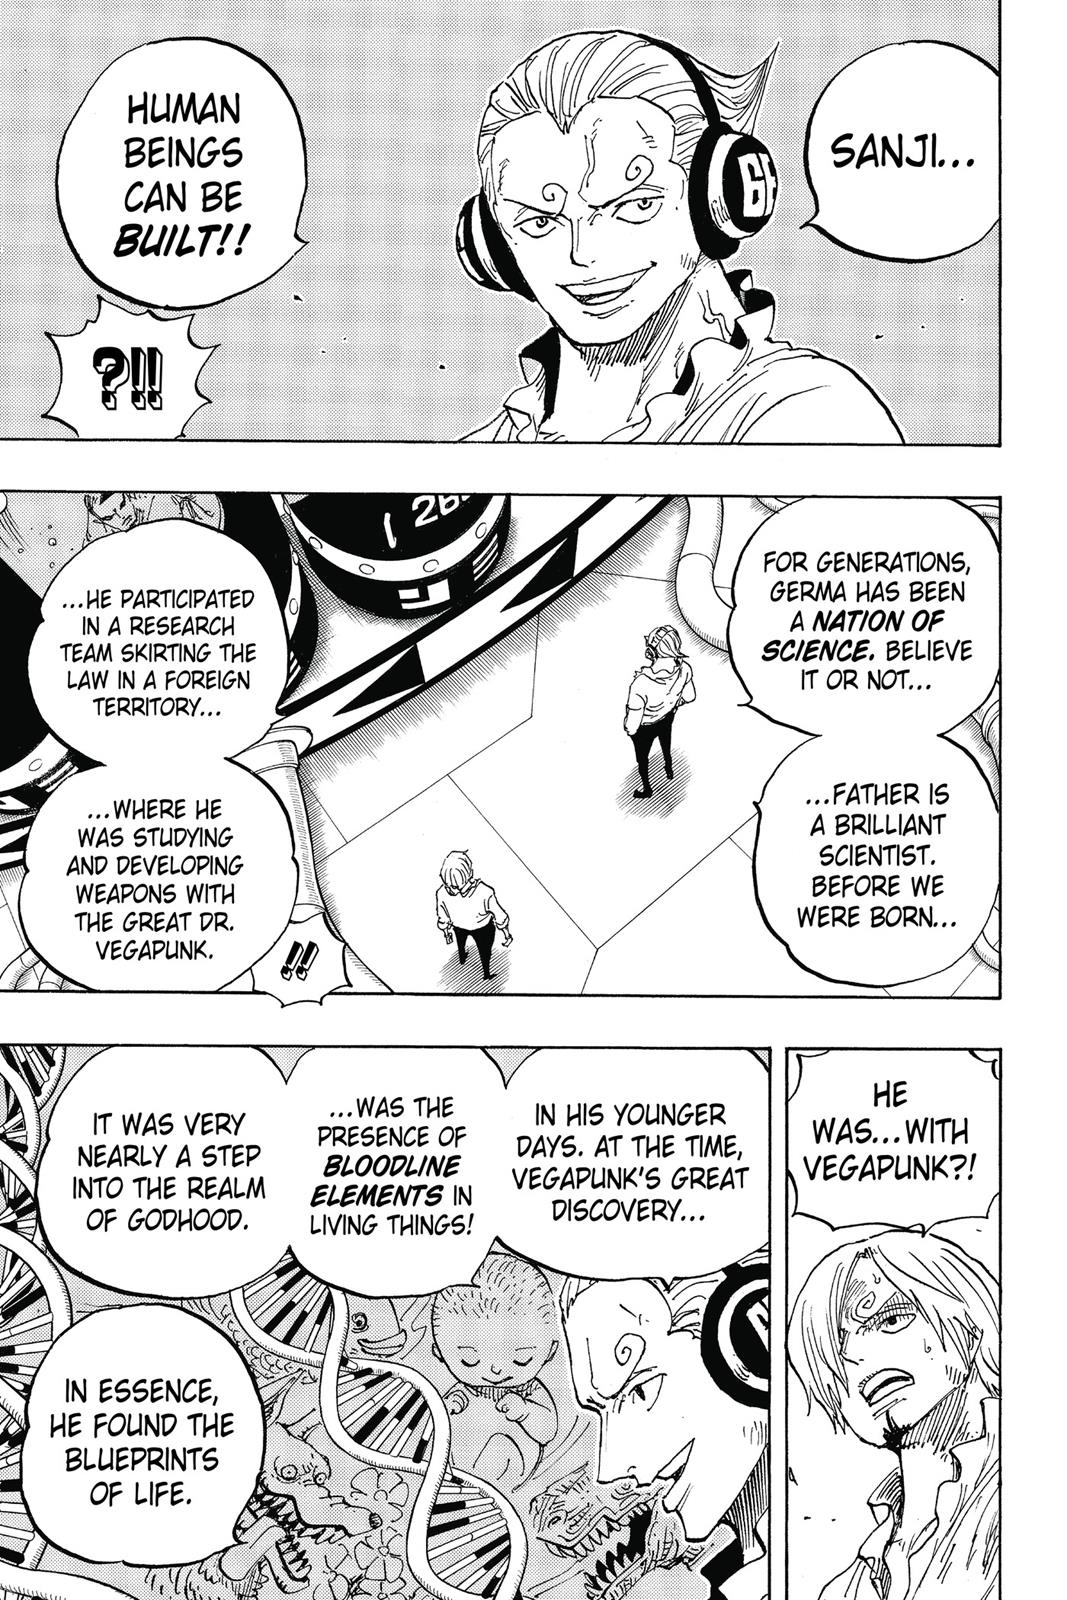 SANJI...
HUMAN
BEINGS
CAN BE
BUILT!!
?!!
FOR GENERATIONS,
GERMA HAS BEEN
A NATION OF
SCIENCE. BELIEVE
IT OR NOT...
...FATHER IS
A BRILLIANT
SCIENTIST.
BEFORE WE
WERE BORN...
...HE PARTICIPATED
IN A RESEARCH
TEAM SKIRTING THE
LAW IN A FOREIGN
TERRITORY...
...WHERE HE
WAS STUDYING
AND DEVELOPING
WEAPONS WITH
THE GREAT DR.
VEGAPUNK.
!!
HE
WAS...WITH
VEGAPUNK?!
IN HIS YOUNGER
DAYS. AT THE TIME,
VEGAPUNK'S GREAT
DISCOVERY...
...WAS THE
PRESENCE OF
BLOODLINE
ELEMENTS IN
LIVING THINGS!
IT WAS VERY
NEARLY A STEP
INTO THE REALM
OF GODHOOD.
IN ESSENCE,
HE FOUND THE
BLUEPRINTS
OF LIFE.